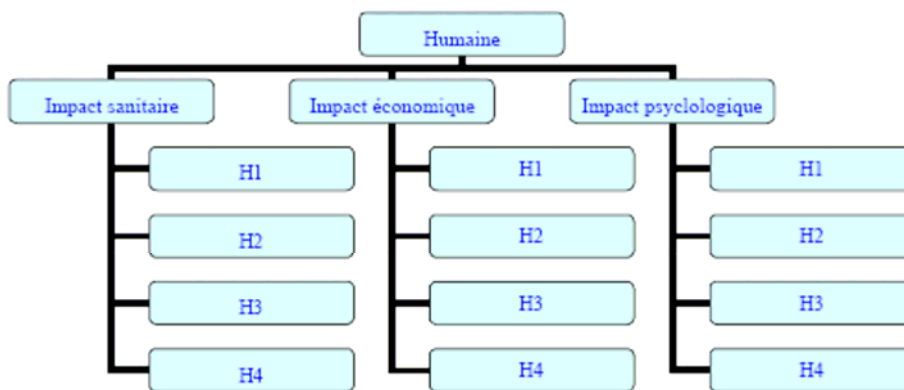 Humaine
Impact sanitaire
Impact économique
Impact psyclologique
H1
H1
H1
H2
H2
H2
H3
H3
H3
H4
H4
H4